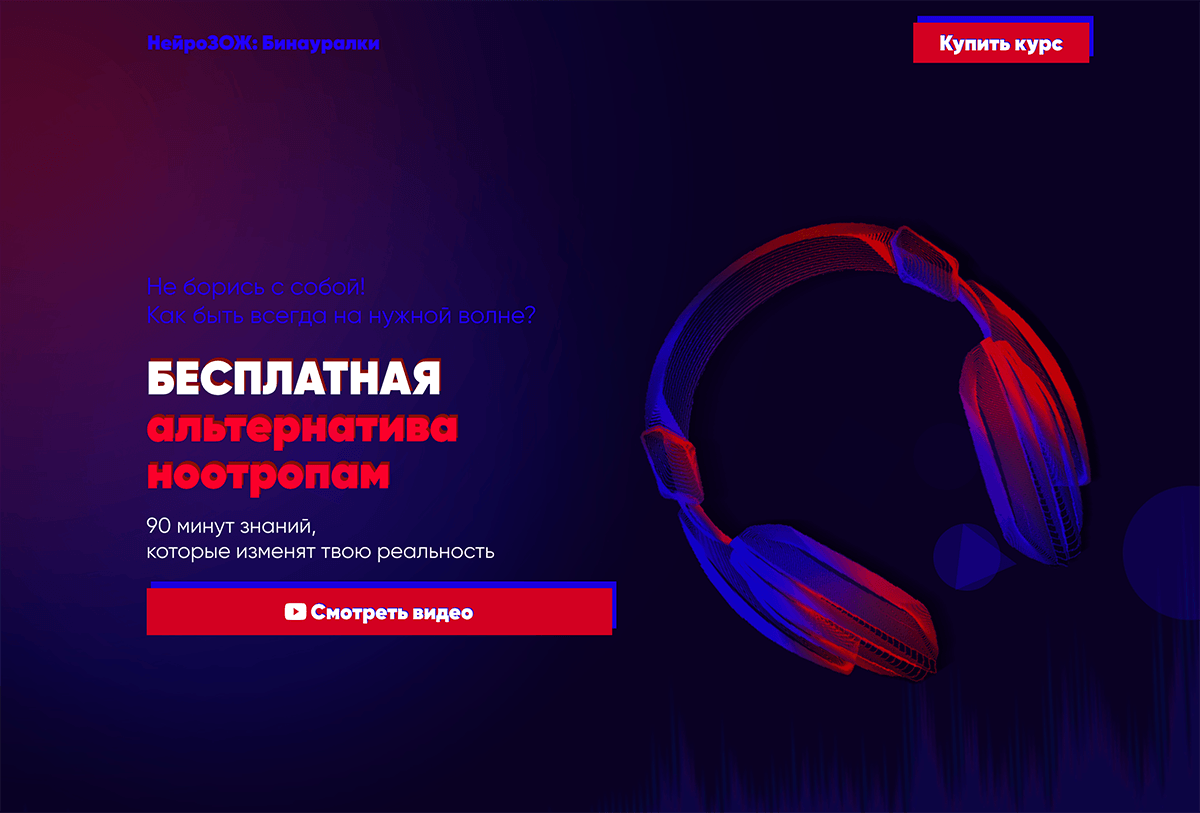 НейроЗОЖ: Бинауралки
Купить курс
Не борись с собой!
Как быть всегда на нужной волне?
БЕСПЛАТНАЯ
альтернатива
ноотропам
90 минут знаний,
которые изменят твою реальность
Смотреть видео